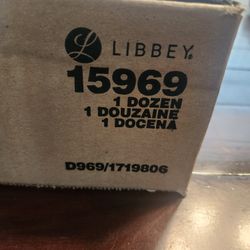 LIBBEY
15969
1 DOZEN
1 DOUZAINE
1 DOCENA
D969/1719806